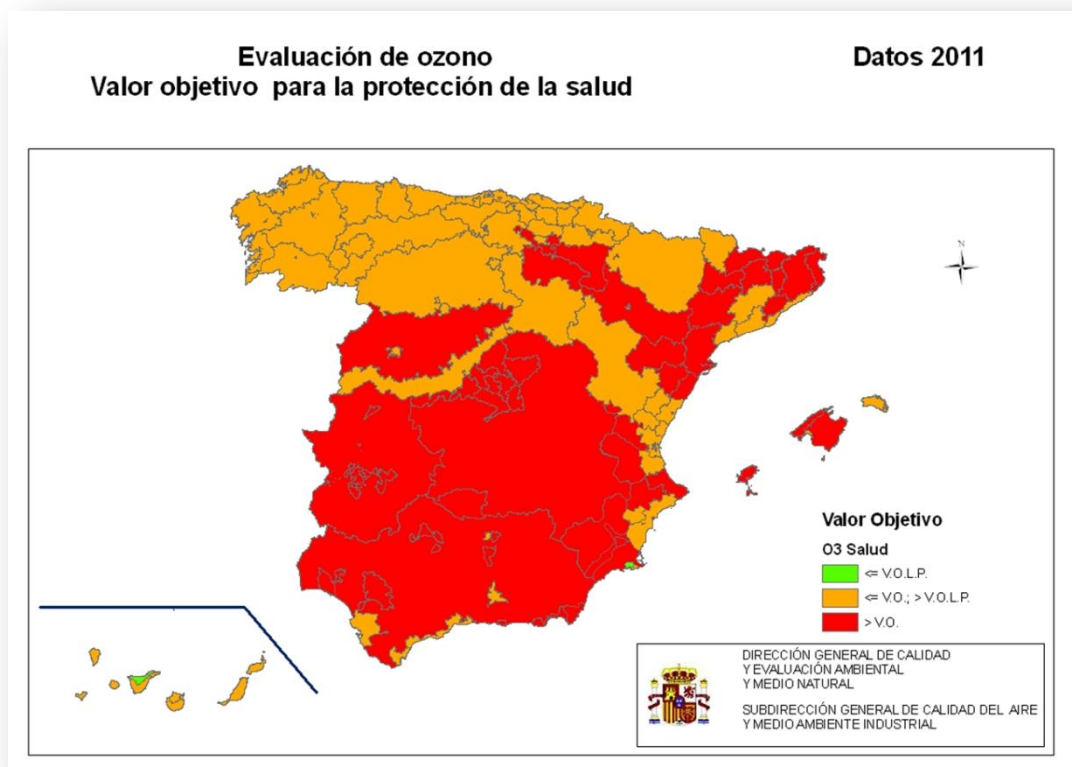 Evaluación de ozono
Valor objetivo para la protección de la salud
Datos 2011
N
Valor Objetivo
O3 Salud
<= V.O.L.P.
<= V.O.; > V.O.L.P.
> V.O.
DIRECCIÓN GENERAL DE CALIDAD
Y EVALUACIÓN AMBIENTAL
Y MEDIO NATURAL
SUBDIRECCIÓN GENERAL DE CALIDAD DEL AIRE
Y MEDIO AMBIENTE INDUSTRIAL